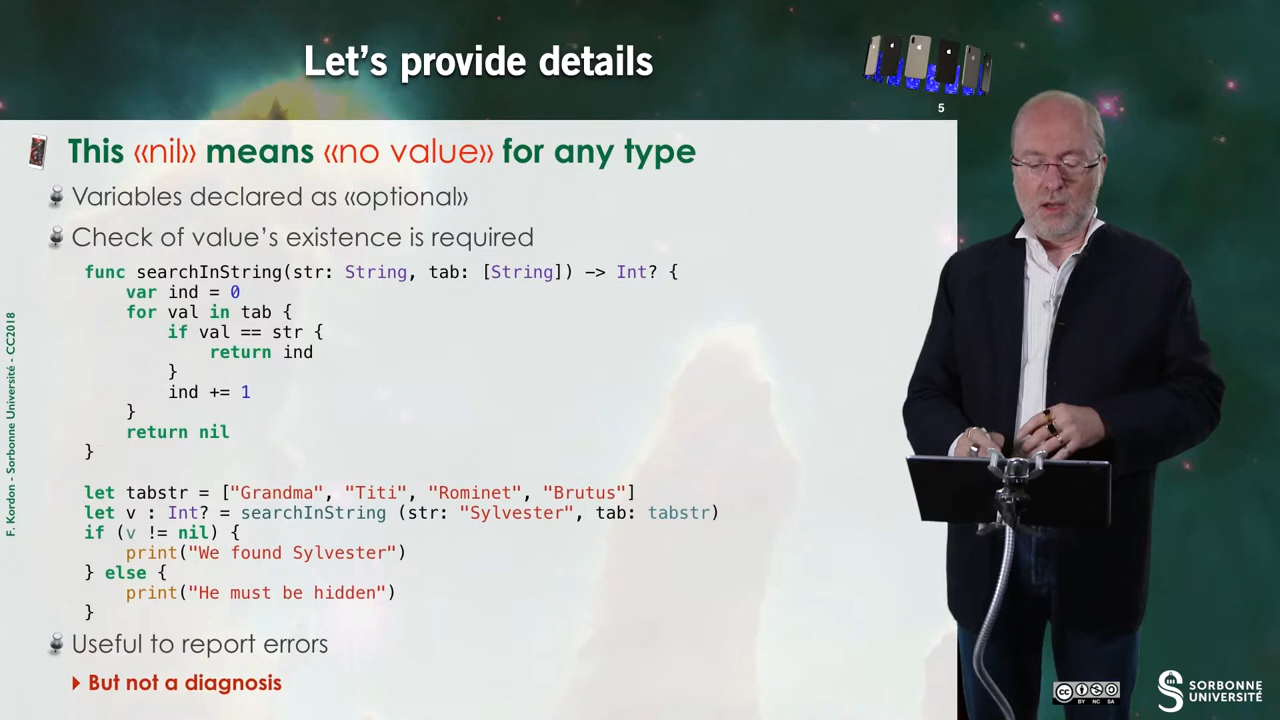 Let's provide details
5
This «nil» means «no value» for any type
Variables declared as «optional»
Check of value's existence is required
func searchInString(str: String, tab: [String]) -> Int? {
    var ind = 0
    for val in tab {
        if val == str {
            return ind
        }
        ind += 1
    }
    return nil
}
let tabstr = ["Grandma", "Titi", "Rominet", "Brutus"]
let v : Int? = searchInString (str: "Sylvester", tab: tabstr)
if (v != nil) {
    print("We found Sylvester")
} else {
    print("He must be hidden")
}
Useful to report errors
But not a diagnosis
F. Kordon - Sorbonne Université - CC2018
CC BY NC SA
SORBONNE
UNIVERSITÉ